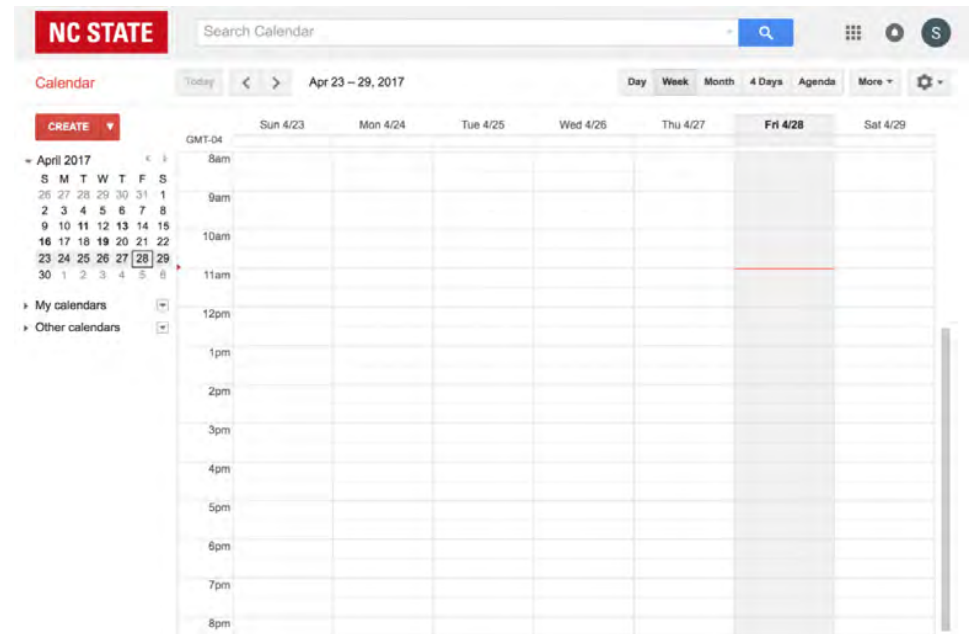 NC STATE
Search Calendar
S
Calendar
Today
Apr 23 – 29, 2017
Day Week Month 4 Days Agenda More
CREATE
Sun 4/23 Mon 4/24 Tue 4/25 Wed 4/26 Thu 4/27 Fri 4/28 Sat 4/29
GMT-04
April 2017
S M T W T F S
26 27 28 29 30 31 1
2 3 4 5 6 7 8
9 10 11 12 13 14 15
16 17 18 19 20 21 22
23 24 25 26 27 28 29
30 1 2 3 4 5 6
My calendars
Other calendars
8am
9am
10am
11am
12pm
1pm
2pm
3pm
4pm
5pm
6pm
7pm
8pm